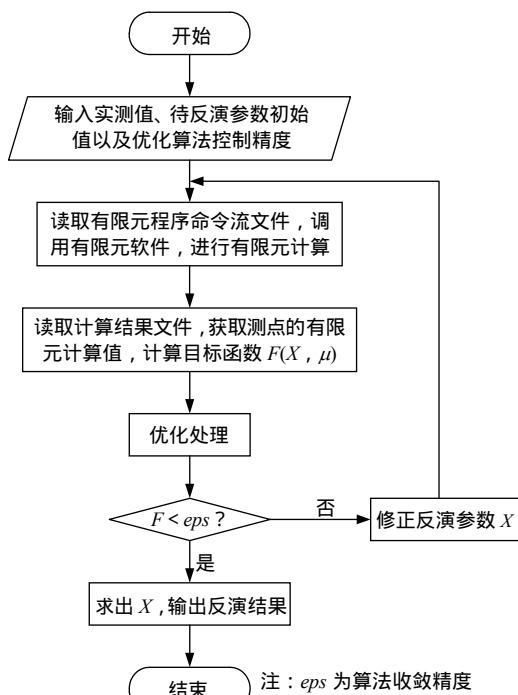 开始
输入实测值、待反演参数初始
值以及优化算法控制精度
读取有限元程序命令流文件，调
用有限元软件，进行有限元计算
读取计算结果文件，获取测点的有限
元计算值，计算目标函数 F(X，μ)
优化处理
F < eps？
否
修正反演参数 X
是
求出 X，输出反演结果
结束
注：eps 为算法收敛精度